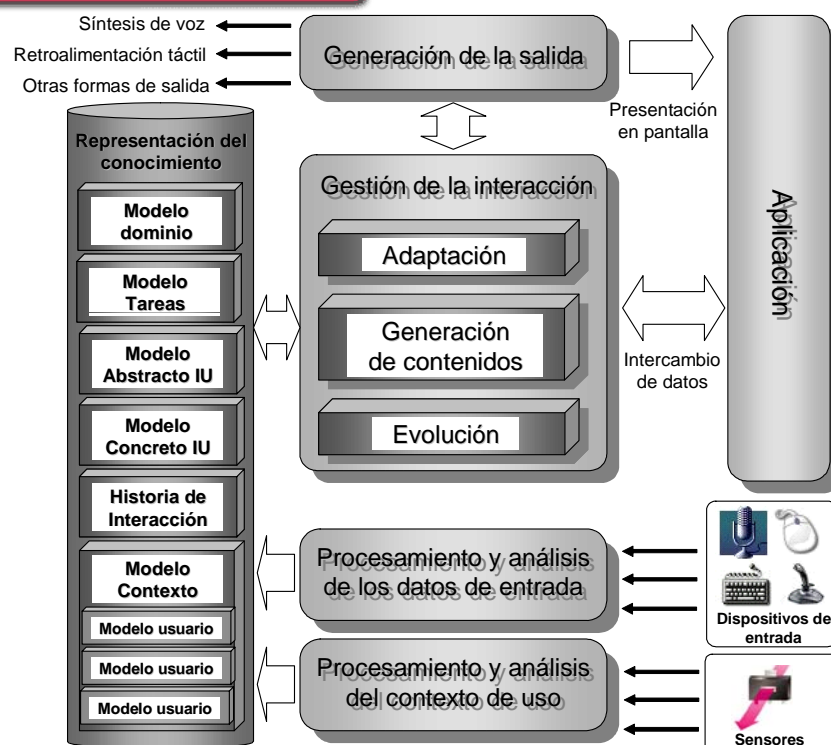 Síntesis de voz
Retroalimentación táctil
Otras formas de salida
Generación de la salida
Presentación
en pantalla
Representación del
conocimiento
Modelo
dominio
Modelo
Tareas
Modelo
Abstracto IU
Modelo
Concreto IU
Historia de
Interacción
Modelo
Contexto
Modelo usuario
Modelo usuario
Modelo usuario
Gestión de la interacción
Adaptación
Generación
de contenidos
Evolución
Intercambio
de datos
Aplicación
Procesamiento y análisis
de los datos de entrada
Dispositivos de
entrada
Procesamiento y análisis
del contexto de uso
Sensores